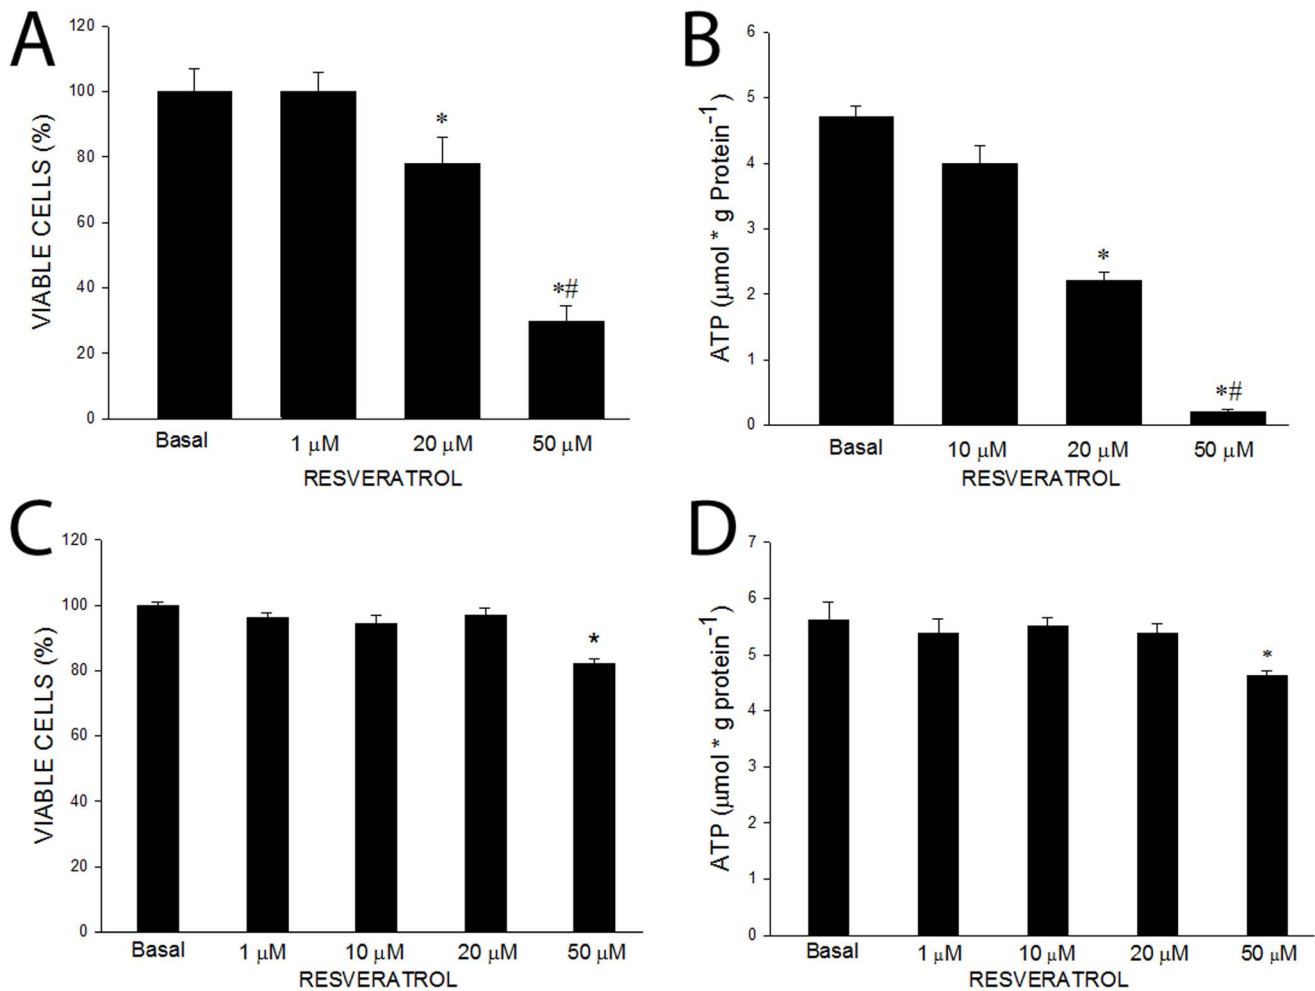 A
VIABLE CELLS (%)
120
100
80
60
40
20
0
*
*#
Basal
1 μM
20 μM
50 μM
RESVERATROL
B
ATP (μmol * g Protein⁻¹)
6
5
4
3
2
1
0
*
*#
Basal
10 μM
20 μM
50 μM
RESVERATROL
C
VIABLE CELLS (%)
120
100
80
60
40
20
0
*
Basal
1 μM
10 μM
20 μM
50 μM
RESVERATROL
D
ATP (μmol * g protein⁻¹)
7
6
5
4
3
2
1
0
*
Basal
1 μM
10 μM
20 μM
50 μM
RESVERATROL